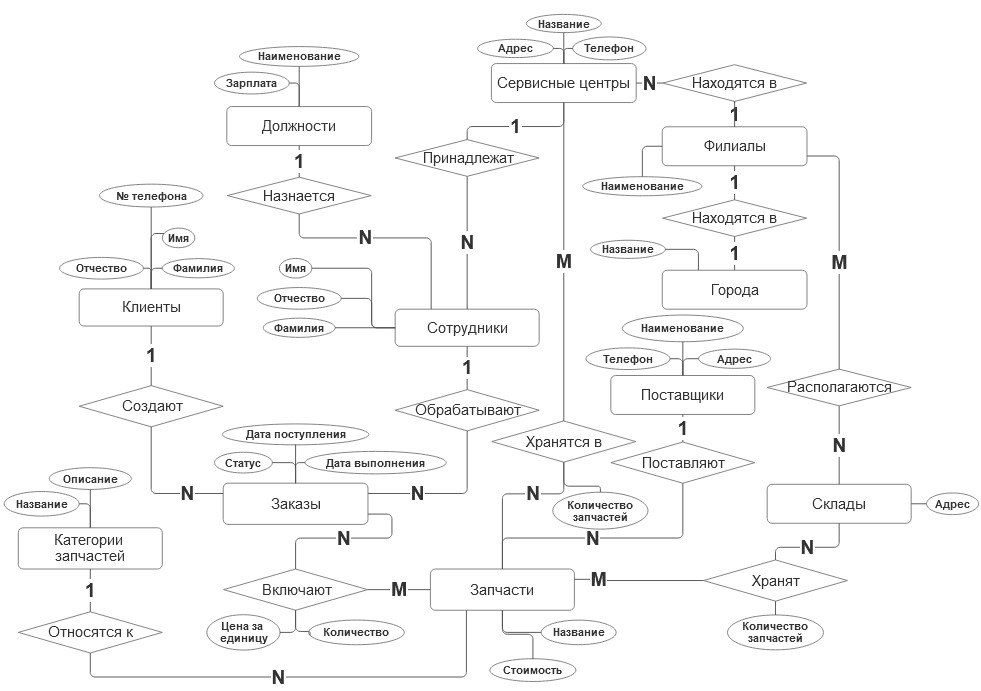 Название
Адрес
Телефон
Наименование
Зарплата
Сервисные центры
N
Находятся в
1
Должности
1
Филиалы
Принадлежат
1
Назначается
1
Наименование
№ телефона
Находятся в
Имя
N
N
1
Название
M
M
Отчество
Фамилия
Имя
Города
Клиенты
Отчество
Фамилия
Сотрудники
Наименование
1
1
Телефон
Адрес
Располагаются
Поставщики
Создают
Обрабатывают
1
Дата поступления
Хранятся в
N
Статус
Дата выполнения
Поставляют
Описание
N
N
N
Название
Заказы
Количество
запчастей
Склады
Адрес
Категории
запчастей
N
N
N
1
Включают
M
Запчасти
M
Хранят
Относятся к
Цена за
единицу
Количество
Название
Количество
запчастей
N
Стоимость